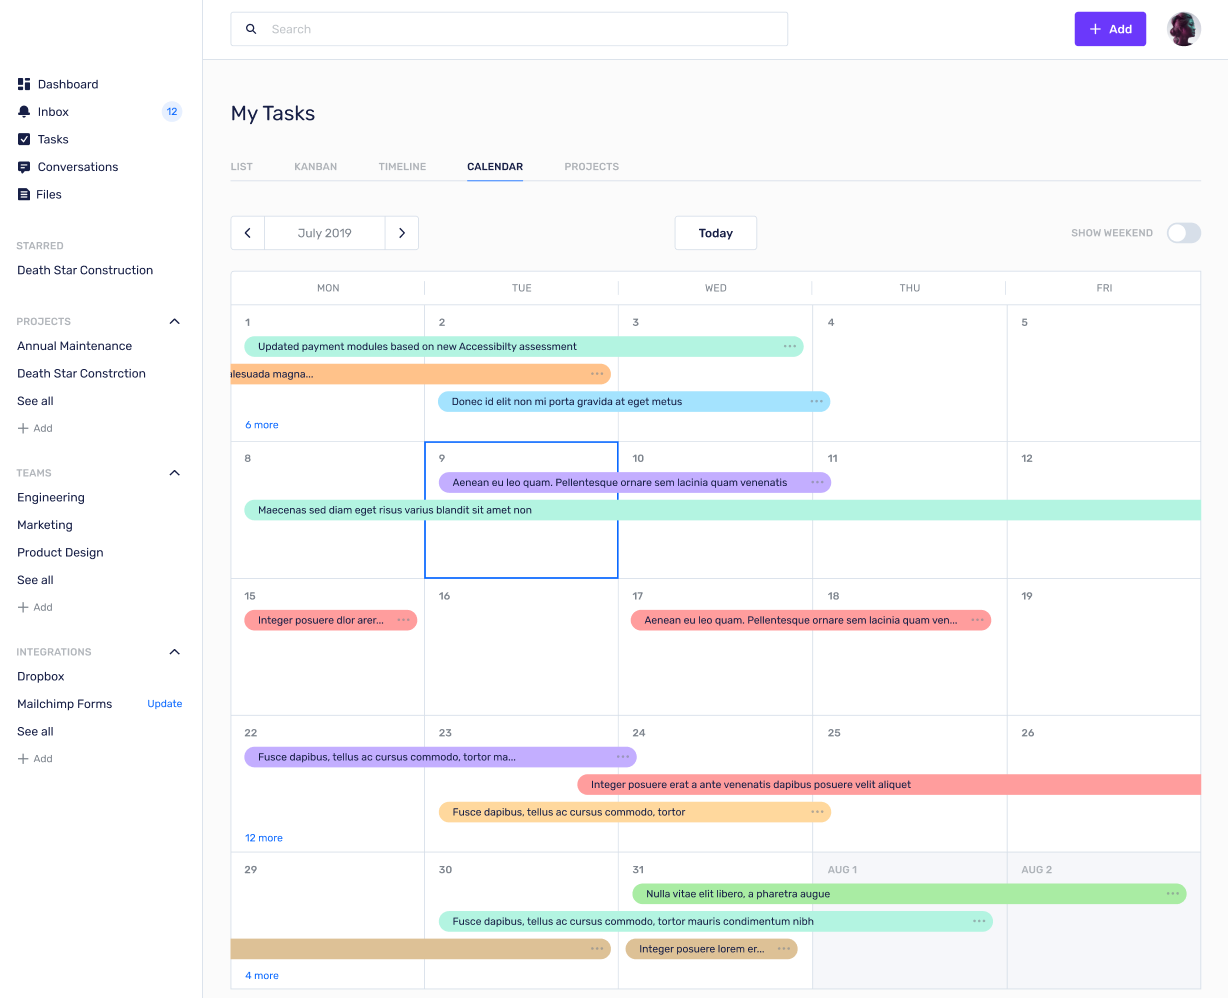 Search
Add
Dashboard
Inbox 12
Tasks
Conversations
Files
STARRED
Death Star Construction
PROJECTS
Annual Maintenance
Death Star Constrction
See all
Add
TEAMS
Engineering
Marketing
Product Design
See all
Add
INTEGRATIONS
Dropbox
Mailchimp Forms Update
See all
Add
My Tasks
LIST KANBAN TIMELINE CALENDAR PROJECTS
July 2019 Today SHOW WEEKEND
MON TUE WED THU FRI
1 2 3 4 5
Updated payment modules based on new Accessibilty assessment
alesuada magna...
Donec id elit non mi porta gravida at eget metus
6 more
8 9 10 11 12
Aenean eu leo quam. Pellentesque ornare sem lacinia quam venenatis
Maecenas sed diam eget risus varius blandit sit amet non
15 16 17 18 19
Integer posuere dlor arer... Aenean eu leo quam. Pellentesque ornare sem lacinia quam ven...
22 23 24 25 26
Fusce dapibus, tellus ac cursus commodo, tortor ma...
Integer posuere erat a ante venenatis dapibus posuere velit aliquet
Fusce dapibus, tellus ac cursus commodo, tortor
12 more
29 30 31 AUG 1 AUG 2
Nulla vitae elit libero, a pharetra augue
Fusce dapibus, tellus ac cursus commodo, tortor mauris condimentum nibh
Integer posuere lorem er...
4 more